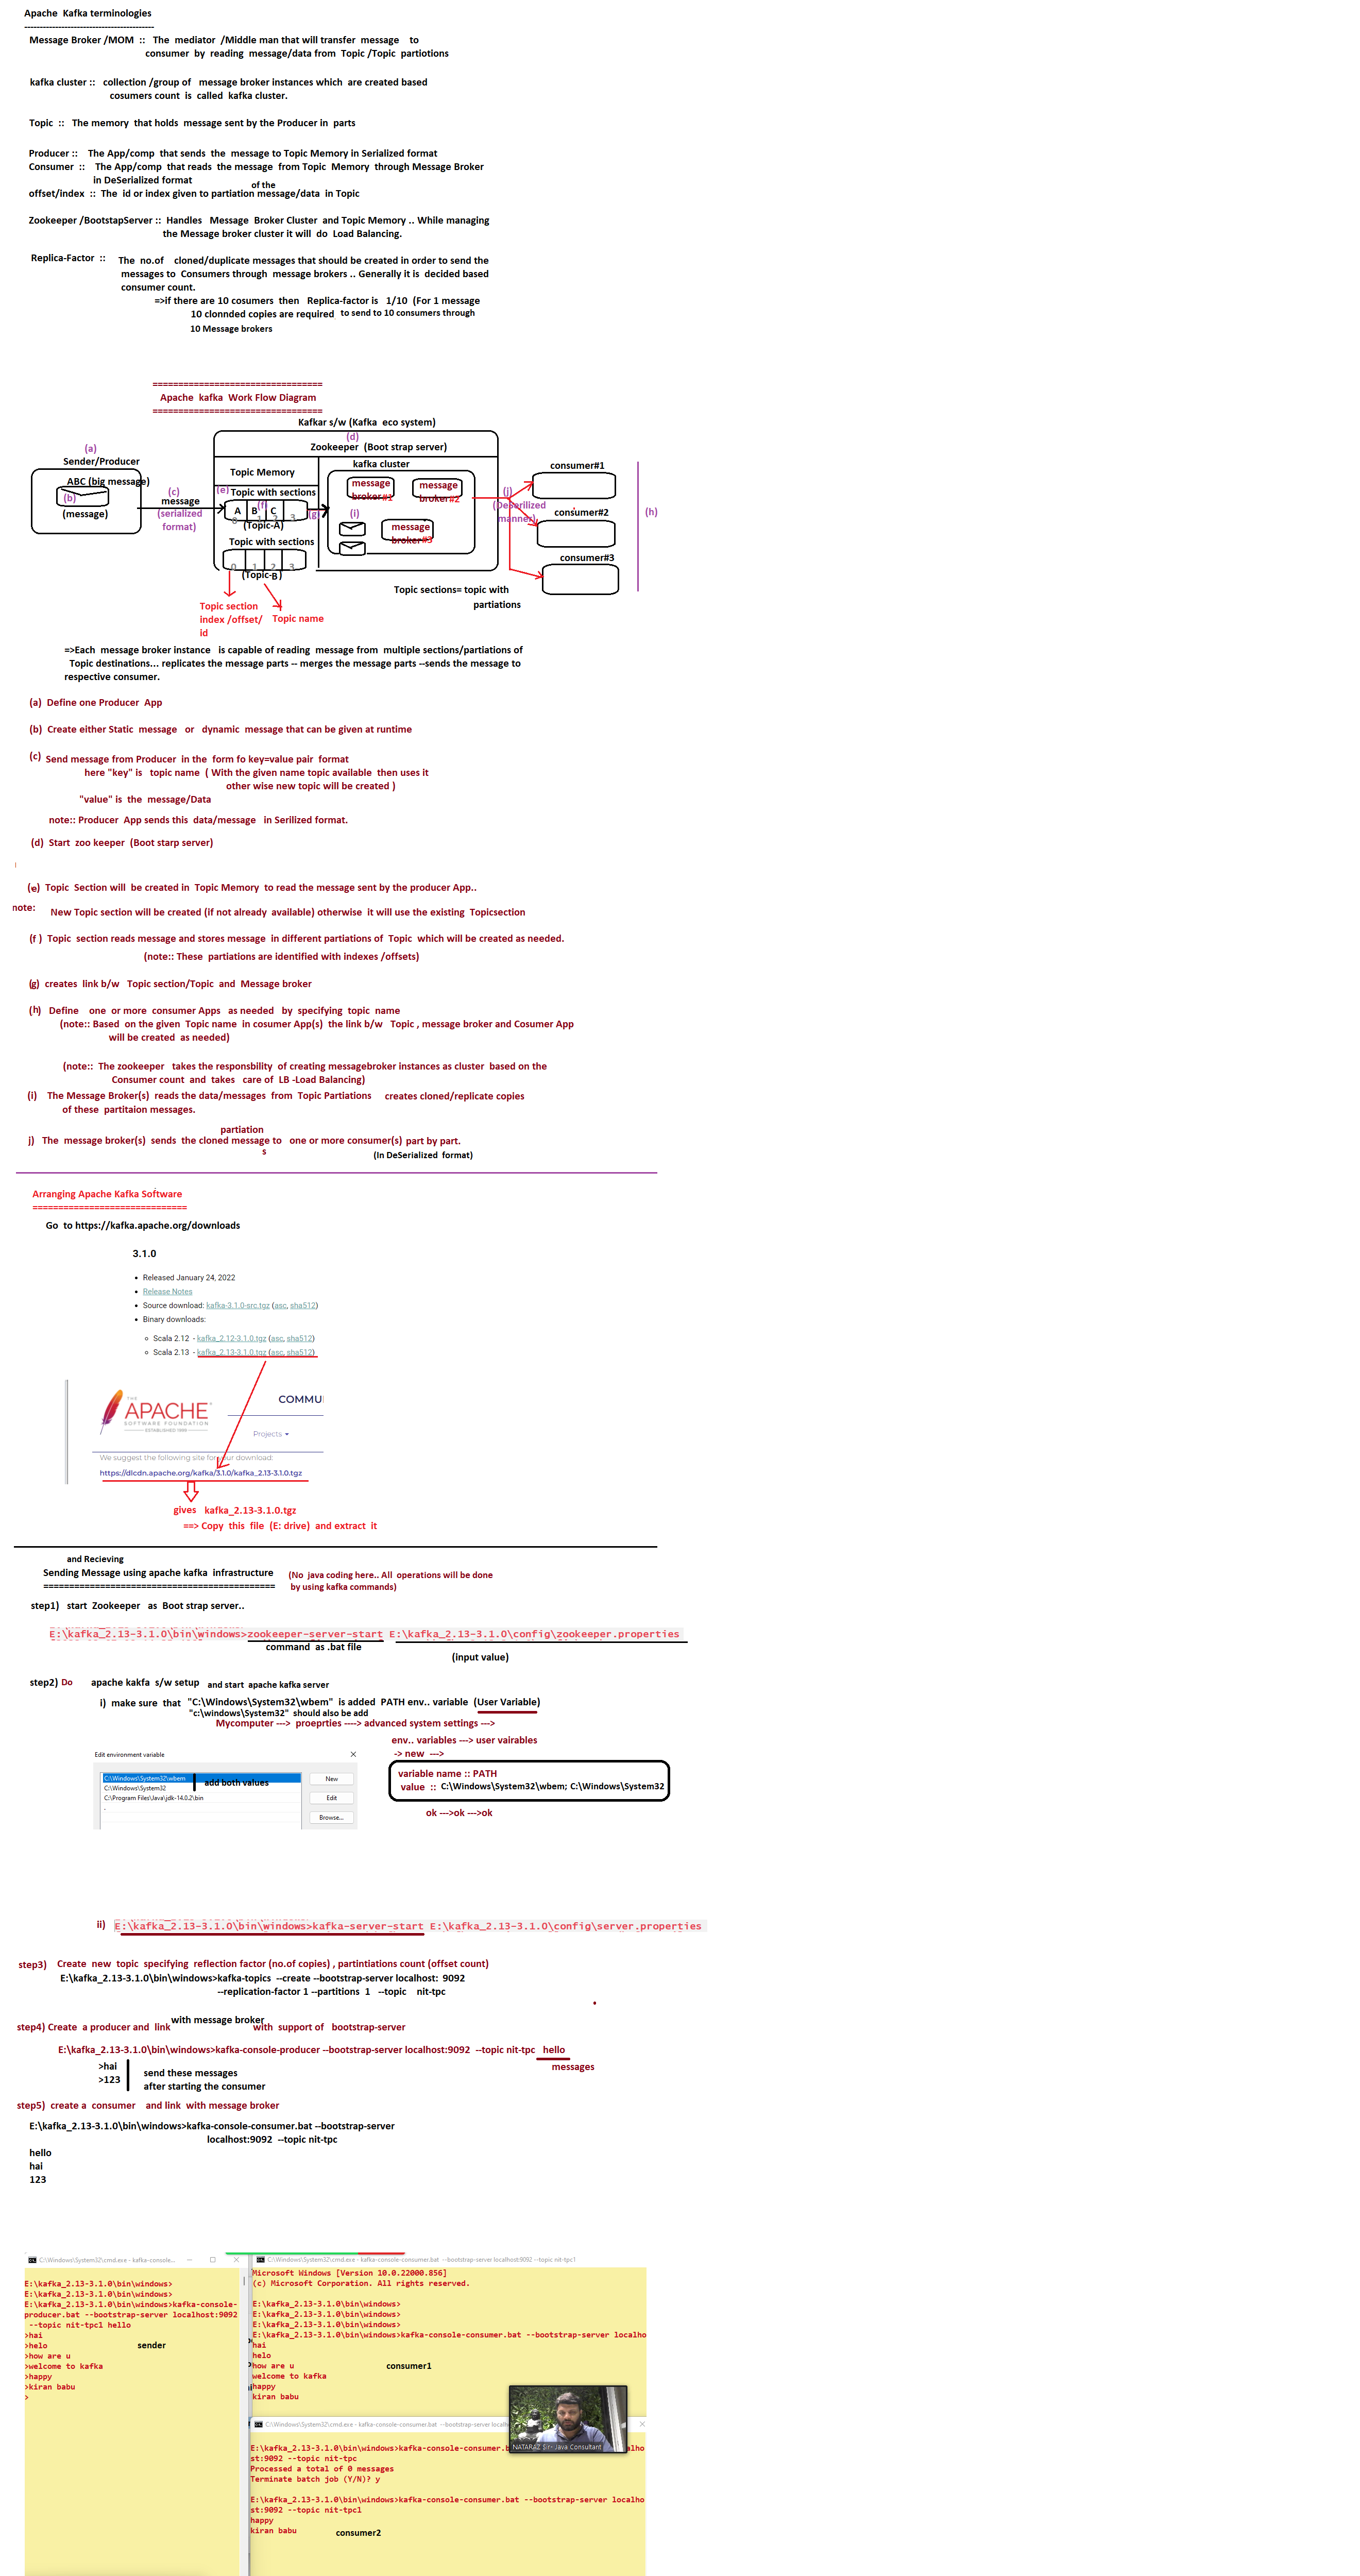 Apache Kafka terminologies
------------------------------------------
Message Broker /MOM :: The mediator /Middle man that will transfer message to
consumer by reading message/data from Topic /Topic partiotions
kafka cluster :: collection /group of message broker instances which are created based
cosumers count is called kafka cluster.
Topic :: The memory that holds message sent by the Producer in parts
Producer :: The App/comp that sends the message to Topic Memory in Serialized format
Consumer :: The App/comp that reads the message from Topic Memory through Message Broker
in DeSerialized format
of the
offset/index :: The id or index given to partiation message/data in Topic
Zookeeper /BootstapServer :: Handles Message Broker Cluster and Topic Memory .. While managing
the Message broker cluster it will do Load Balancing.
Replica-Factor :: The no.of cloned/duplicate messages that should be created in order to send the
messages to Consumers through message brokers .. Generally it is decided based
consumer count.
=>if there are 10 cosumers then Replica-factor is 1/10 (For 1 message
10 clonnded copies are required to send to 10 consumers through
10 Message brokers
=================================
Apache kafka Work Flow Diagram
=================================
Kafkar s/w (Kafka eco system)
(d)
Zookeeper (Boot strap server)
(a)
Sender/Producer
ABC (big message)
(b)
(message)
(c)
message
(serialized
format)
Topic Memory
(e) Topic with sections
A B C
(f)
0 1 2 3
(g)
(Topic-A)
Topic with sections
0 1 2 3
(Topic-B)
kafka cluster
message
broker#1
message
broker#2
(i)
message
broker#3
(j)
(Deserilized
manner)
consumer#1
consumer#2
consumer#3
(h)
Topic sections= topic with
partiations
Topic section
index /offset/
id
Topic name
=>Each message broker instance is capable of reading message from multiple sections/partiations of
Topic destinations... replicates the message parts -- merges the message parts --sends the message to
respective consumer.
(a) Define one Producer App
(b) Create either Static message or dynamic message that can be given at runtime
(c) Send message from Producer in the form fo key=value pair format
here "key" is topic name ( With the given name topic available then uses it
other wise new topic will be created )
"value" is the message/Data
note:: Producer App sends this data/message in Serilized format.
(d) Start zoo keeper (Boot starp server)
(e) Topic Section will be created in Topic Memory to read the message sent by the producer App..
note: New Topic section will be created (if not already available) otherwise it will use the existing Topicsection
(f ) Topic section reads message and stores message in different partiations of Topic which will be created as needed.
(note:: These partiations are identified with indexes /offsets)
(g) creates link b/w Topic section/Topic and Message broker
(h) Define one or more consumer Apps as needed by specifying topic name
(note:: Based on the given Topic name in cosumer App(s) the link b/w Topic , message broker and Cosumer App
will be created as needed)
(note:: The zookeeper takes the responsbility of creating messagebroker instances as cluster based on the
Consumer count and takes care of LB -Load Balancing)
(i) The Message Broker(s) reads the data/messages from Topic Partiations creates cloned/replicate copies
of these partitaion messages.
partiation
j) The message broker(s) sends the cloned message to one or more consumer(s) part by part.
s
(In DeSerialized format)
Arranging Apache Kafka Software
==============================
Go to https://kafka.apache.org/downloads
3.1.0
• Released January 24, 2022
• Release Notes
• Source download: kafka-3.1.0-src.tgz (asc, sha512)
• Binary downloads:
Scala 2.12 - kafka_2.12-3.1.0.tgz (asc, sha512)
Scala 2.13 - kafka_2.13-3.1.0.tgz (asc, sha512)
THE
APACHE
SOFTWARE FOUNDATION
ESTABLISHED 1999
COMMU
Projects
We suggest the following site for your download:
https://dlcdn.apache.org/kafka/3.1.0/kafka_2.13-3.1.0.tgz
gives kafka_2.13-3.1.0.tgz
==> Copy this file (E: drive) and extract it
and Recieving
Sending Message using apache kafka infrastructure
=============================================
(No java coding here.. All operations will be done
by using kafka commands)
step1) start Zookeeper as Boot strap server..
E:\kafka_2.13-3.1.0\bin\windows>zookeeper-server-start E:\kafka_2.13-3.1.0\config\zookeeper.properties
command as .bat file
(input value)
step2) Do apache kakfa s/w setup and start apache kafka server
i) make sure that "C:\Windows\System32\wbem" is added PATH env.. variable (User Variable)
"c:\windows\System32" should also be add
Mycomputer ---> proeprties ----> advanced system settings --->
env.. variables ---> user vairables
-> new --->
variable name :: PATH
value :: C:\Windows\System32\wbem; C:\Windows\System32
ok --->ok --->ok
Edit environment variable
C:\Windows\System32\wbem
C:\Windows\System32
C:\Program Files\Java\jdk-14.0.2\bin
.
add both values
New
Edit
Browse...
ii) E:\kafka_2.13-3.1.0\bin\windows>kafka-server-start E:\kafka_2.13-3.1.0\config\server.properties
step3) Create new topic specifying reflection factor (no.of copies) , partintiations count (offset count)
E:\kafka_2.13-3.1.0\bin\windows>kafka-topics --create --bootstrap-server localhost: 9092
--replication-factor 1 --partitions 1 --topic nit-tpc
with message broker
step4) Create a producer and link with support of bootstrap-server
E:\kafka_2.13-3.1.0\bin\windows>kafka-console-producer --bootstrap-server localhost:9092 --topic nit-tpc hello
messages
>hai
>123
send these messages
after starting the consumer
step5) create a consumer and link with message broker
E:\kafka_2.13-3.1.0\bin\windows>kafka-console-consumer.bat --bootstrap-server
localhost:9092 --topic nit-tpc
hello
hai
123
C:\Windows\System32\cmd.exe - kafka-console...
E:\kafka_2.13-3.1.0\bin\windows>
E:\kafka_2.13-3.1.0\bin\windows>
E:\kafka_2.13-3.1.0\bin\windows>kafka-console-
producer.bat --bootstrap-server localhost:9092
--topic nit-tpc1 hello
>hai
>helo
>how are u
>welcome to kafka
>happy
>kiran babu
>
sender
C:\Windows\System32\cmd.exe - kafka-console-consumer.bat --bootstrap-server localhost:9092 --topic nit-tpc1
Microsoft Windows [Version 10.0.22000.856]
(c) Microsoft Corporation. All rights reserved.
E:\kafka_2.13-3.1.0\bin\windows>
E:\kafka_2.13-3.1.0\bin\windows>
E:\kafka_2.13-3.1.0\bin\windows>
E:\kafka_2.13-3.1.0\bin\windows>kafka-console-consumer.bat --bootstrap-server localho
hai
helo
how are u
welcome to kafka
happy
kiran babu
consumer1
NATARAZ Sir- Java Consultant
C:\Windows\System32\cmd.exe - kafka-console-consumer.bat --bootstrap-server localh
E:\kafka_2.13-3.1.0\bin\windows>kafka-console-consumer.b alho
st:9092 --topic nit-tpc
Processed a total of 0 messages
Terminate batch job (Y/N)? y
E:\kafka_2.13-3.1.0\bin\windows>kafka-console-consumer.bat --bootstrap-server localho
st:9092 --topic nit-tpc1
happy
kiran babu
consumer2